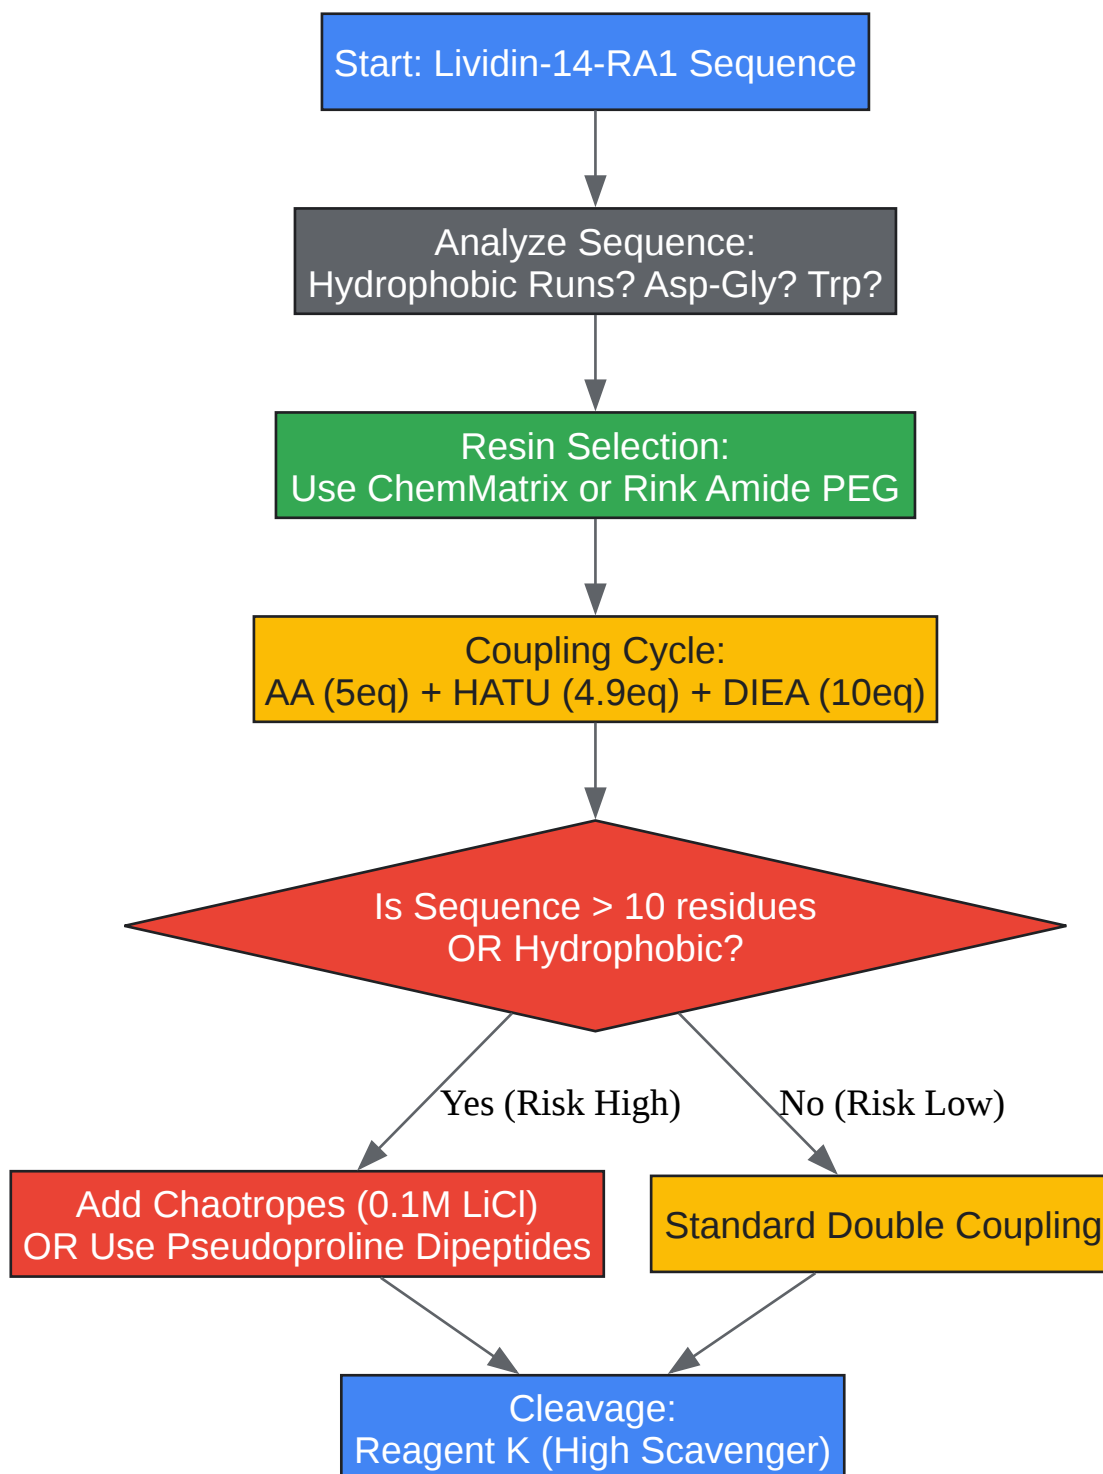 Start: Lividin-14-RA1 Sequence
Analyze Sequence:
Hydrophobic Runs? Asp-Gly? Trp?
Resin Selection:
Use ChemMatrix or Rink Amide PEG
Coupling Cycle:
AA (5eq) + HATU (4.9eq) + DIEA (10eq)
Is Sequence > 10 residues
OR Hydrophobic?
Yes (Risk High)
No (Risk Low)
Add Chaotropes (0.1M LiCl)
OR Use Pseudoproline Dipeptides
Standard Double Coupling
Cleavage:
Reagent K (High Scavenger)